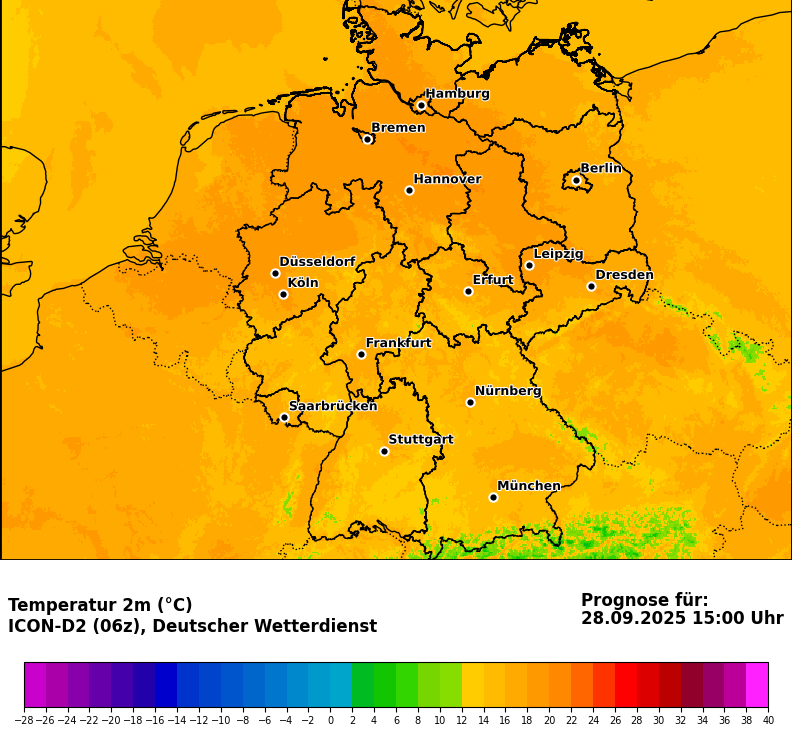 Hamburg
Bremen
Berlin
Hannover
Leipzig
Düsseldorf
Dresden
Erfurt
Köln
Frankfurt
Nürnberg
Saarbrücken
Stuttgart
München
Temperatur 2m (°C)
ICON-D2 (06z), Deutscher Wetterdienst
Prognose für:
28.09.2025 15:00 Uhr
−28 −26 −24 −22 −20 −18 −16 −14 −12 −10 −8 −6 −4 −2 0 2 4 6 8 10 12 14 16 18 20 22 24 26 28 30 32 34 36 38 40